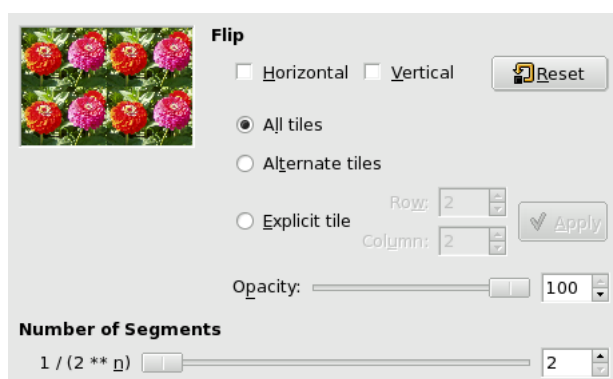 Flip
Horizontal Vertical Reset
All tiles
Alternate tiles
Row: 2
Explicit tile Apply
Column: 2
Opacity: 100
Number of Segments
1 / (2 ** n) 2